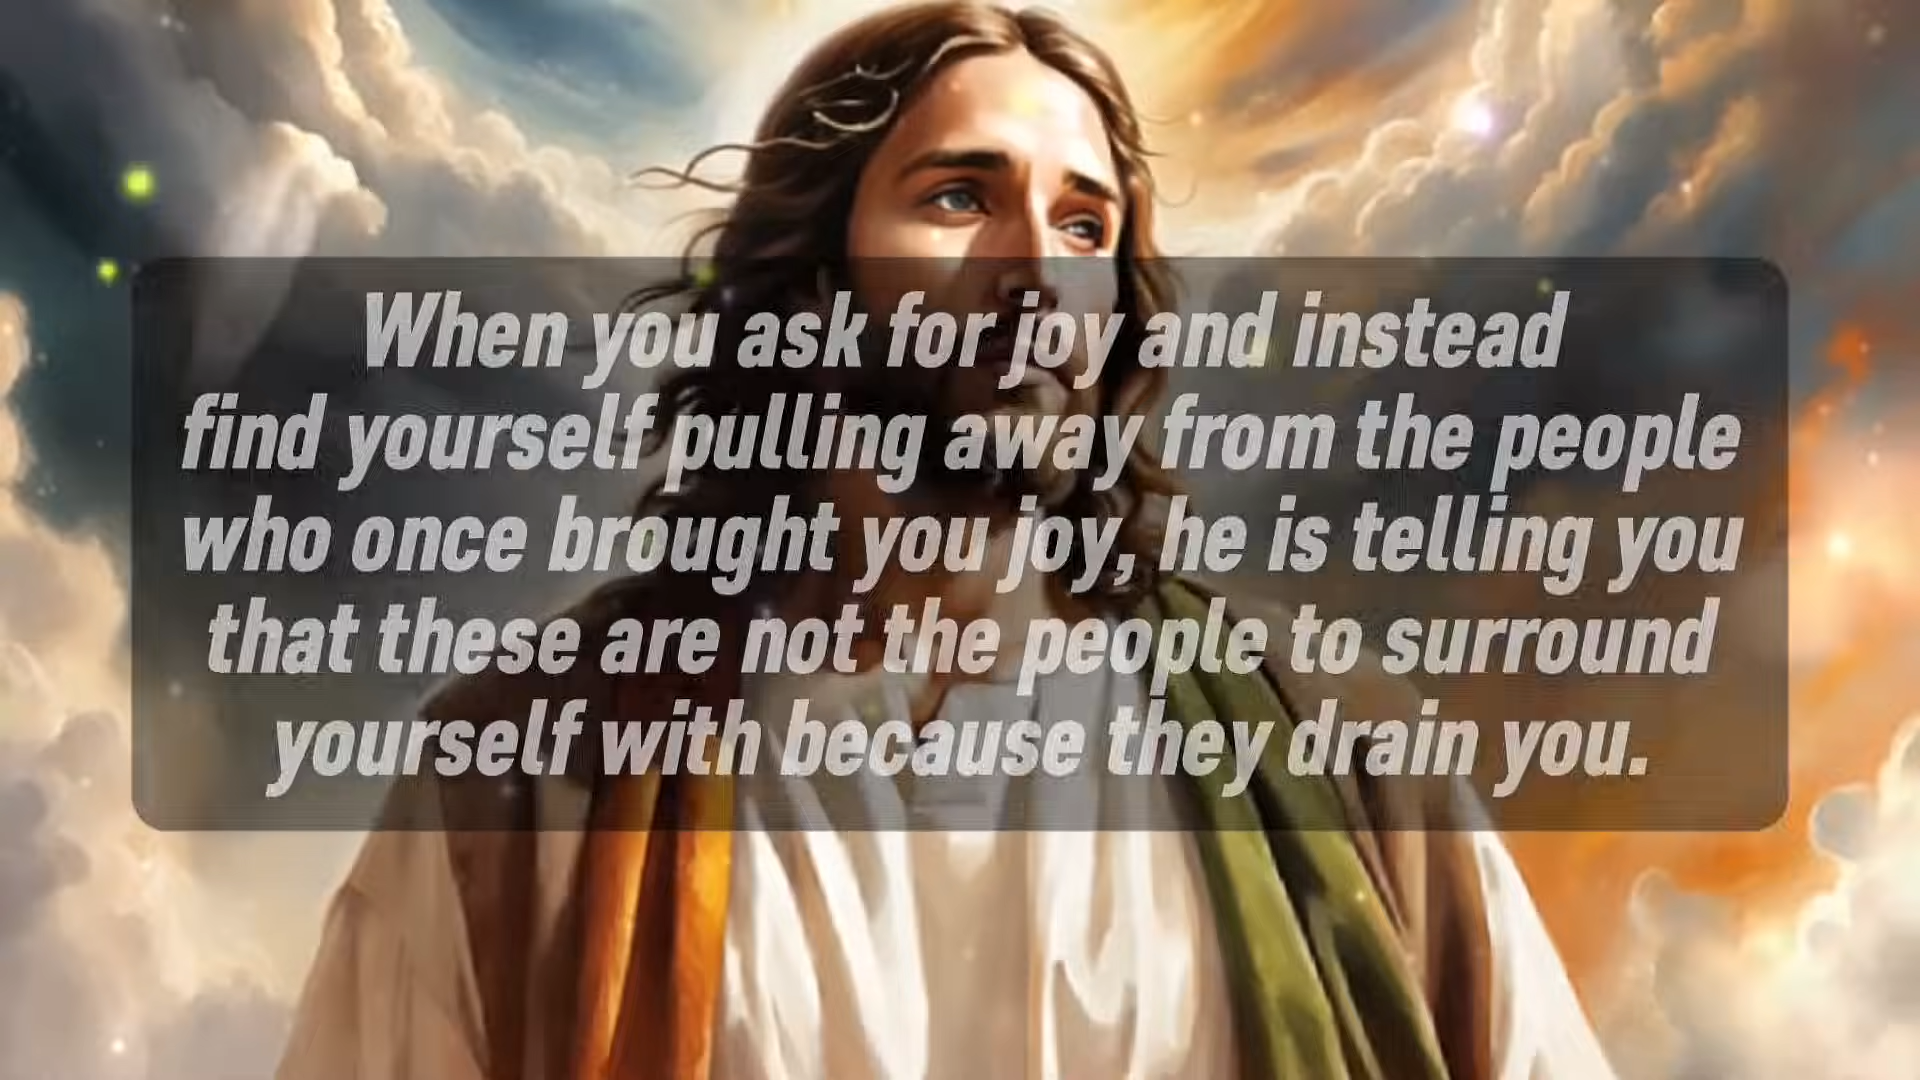 When you ask for joy and instead
find yourself pulling away from the people
who once brought you joy, he is telling you
that these are not the people to surround
yourself with because they drain you.